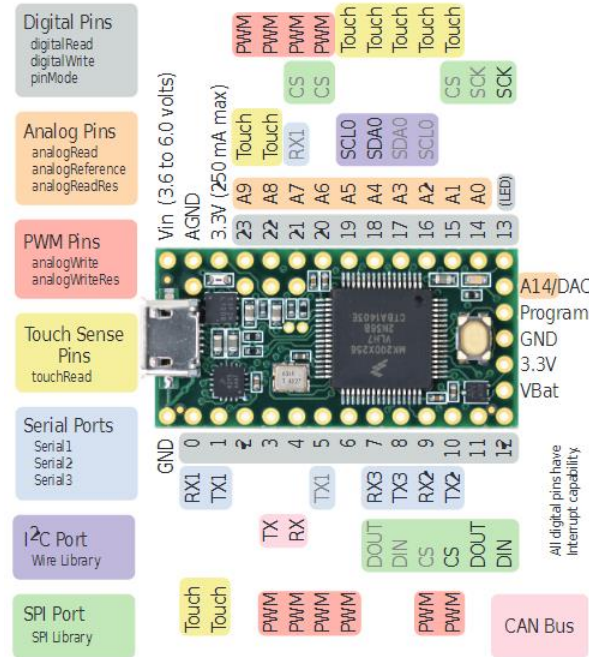 Digital Pins
digitalRead
digitalWrite
pinMode
Analog Pins
analogRead
analogReference
analogReadRes
PWM Pins
analogWrite
analogWriteRes
Touch Sense
Pins
touchRead
Serial Ports
Serial1
Serial2
Serial3
I2C Port
Wire Library
SPI Port
SPI Library
PWM PWM PWM PWM Touch Touch Touch Touch Touch
CS CS CS SCK SCK
Touch Touch RX1 SCL0 SDA0 SDA0 SCL0
Vin (3.6 to 6.0 volts)
AGND
3.3V (250 mA max)
A9 A8 A7 A6 A5 A4 A3 A2 A1 A0 (LED)
23 22 21 20 19 18 17 16 15 14 13
MK20DX256
VLH7
2N36B
CTBA1403E
A14/DAC
Program
GND
3.3V
VBat
GND
0 1 2 3 4 5 6 7 8 9 10 11 12
RX1 TX1 TX1 RX3 TX3 RX2 TX2
TX RX DOUT DIN CS CS DOUT DIN
Touch Touch PWM PWM PWM PWM PWM PWM
All digital pins have
Interrupt capability
CAN Bus